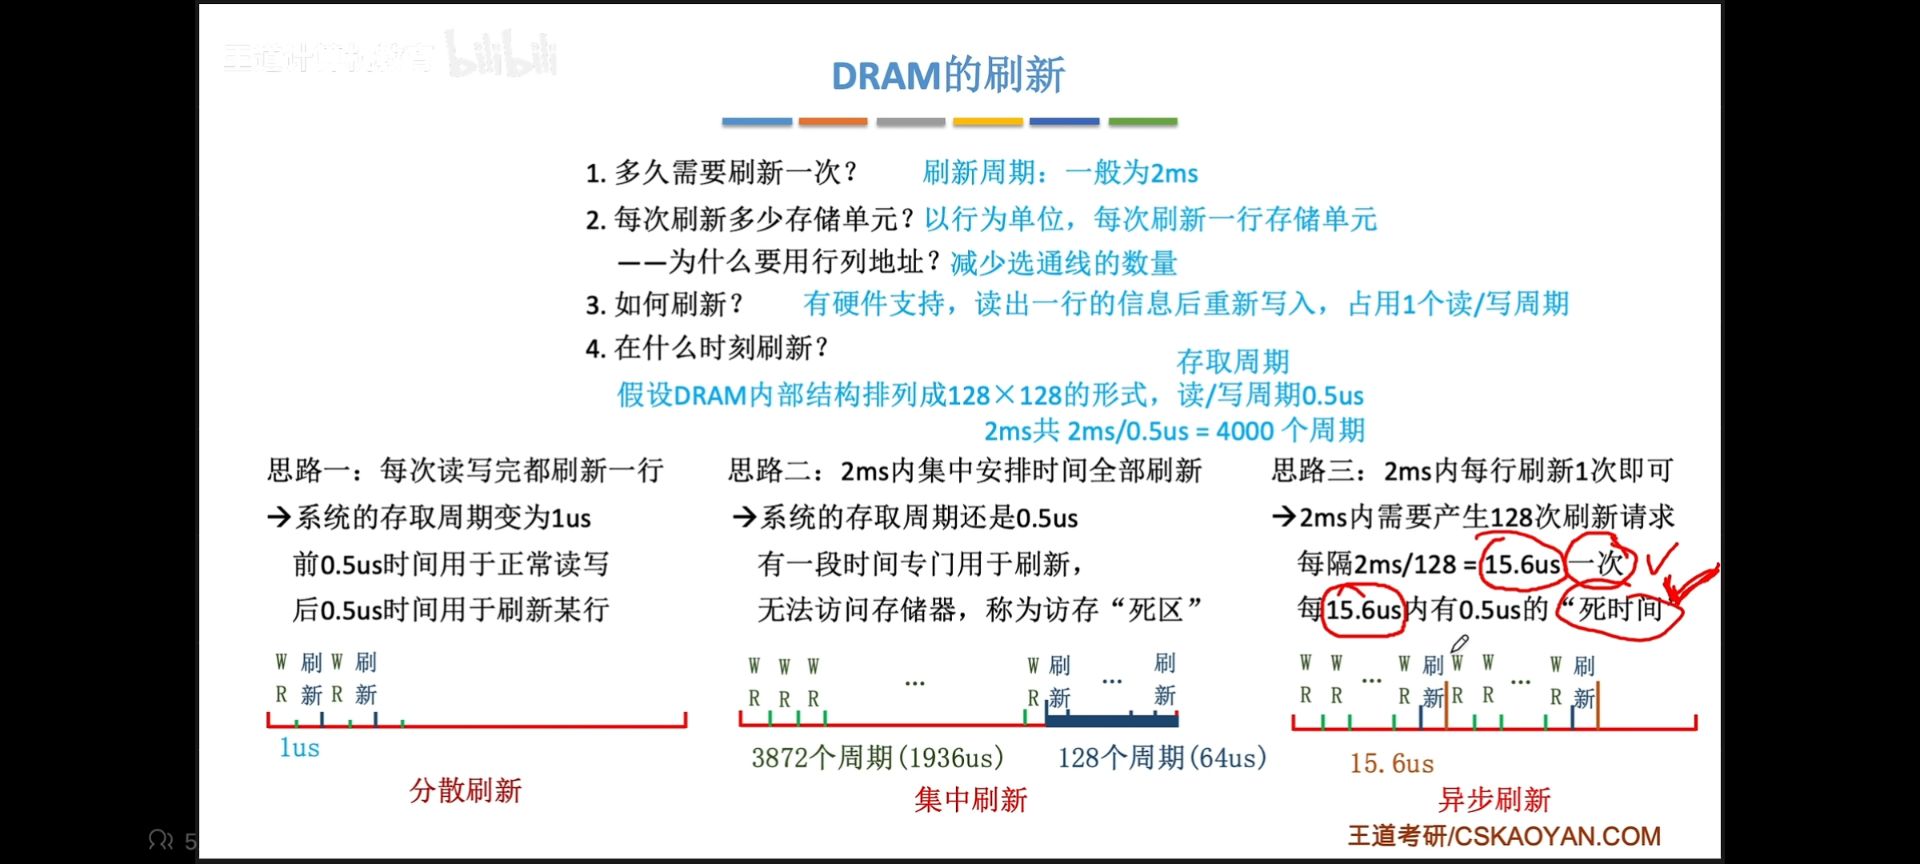 王道计算机教育 bilibili
DRAM的刷新
1. 多久需要刷新一次？ 刷新周期：一般为2ms
2. 每次刷新多少存储单元？以行为单位，每次刷新一行存储单元
——为什么要用行列地址？减少选通线的数量
3. 如何刷新？ 有硬件支持，读出一行的信息后重新写入，占用1个读/写周期
4. 在什么时刻刷新？
存取周期
假设DRAM内部结构排列成128×128的形式，读/写周期0.5us
2ms共 2ms/0.5us = 4000 个周期
思路一：每次读写完都刷新一行
→系统的存取周期变为1us
前0.5us时间用于正常读写
后0.5us时间用于刷新某行
W 刷 W 刷
R 新 R 新
1us
分散刷新
思路二：2ms内集中安排时间全部刷新
→系统的存取周期还是0.5us
有一段时间专门用于刷新，
无法访问存储器，称为访存“死区”
W W W ... W 刷 ... 刷
R R R R 新 新
3872个周期(1936us) 128个周期(64us)
集中刷新
思路三：2ms内每行刷新1次即可
→2ms内需要产生128次刷新请求
每隔2ms/128 = 15.6us 一次
每15.6us内有0.5us的“死时间”
W W ... W 刷 W W ... W 刷
R R R 新 R R R 新
15.6us
异步刷新
王道考研/CSKAOYAN.COM
5